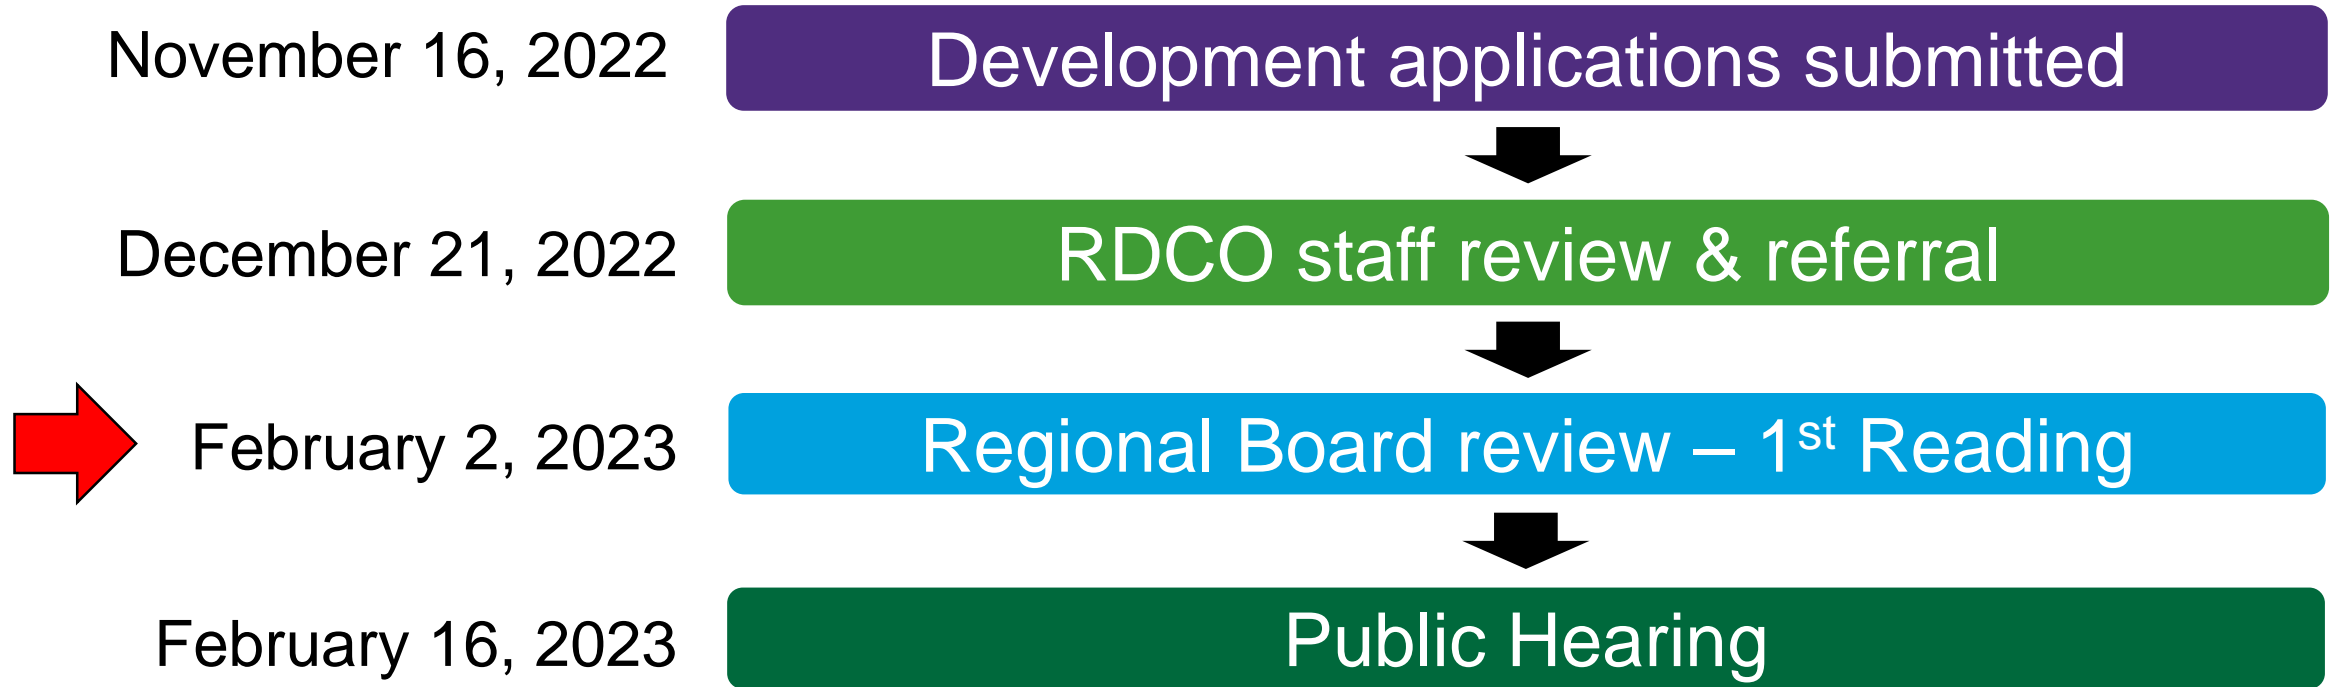 November 16, 2022 Development applications submitted
December 21, 2022 RDCO staff review & referral
February 2, 2023 Regional Board review – 1st Reading
February 16, 2023 Public Hearing